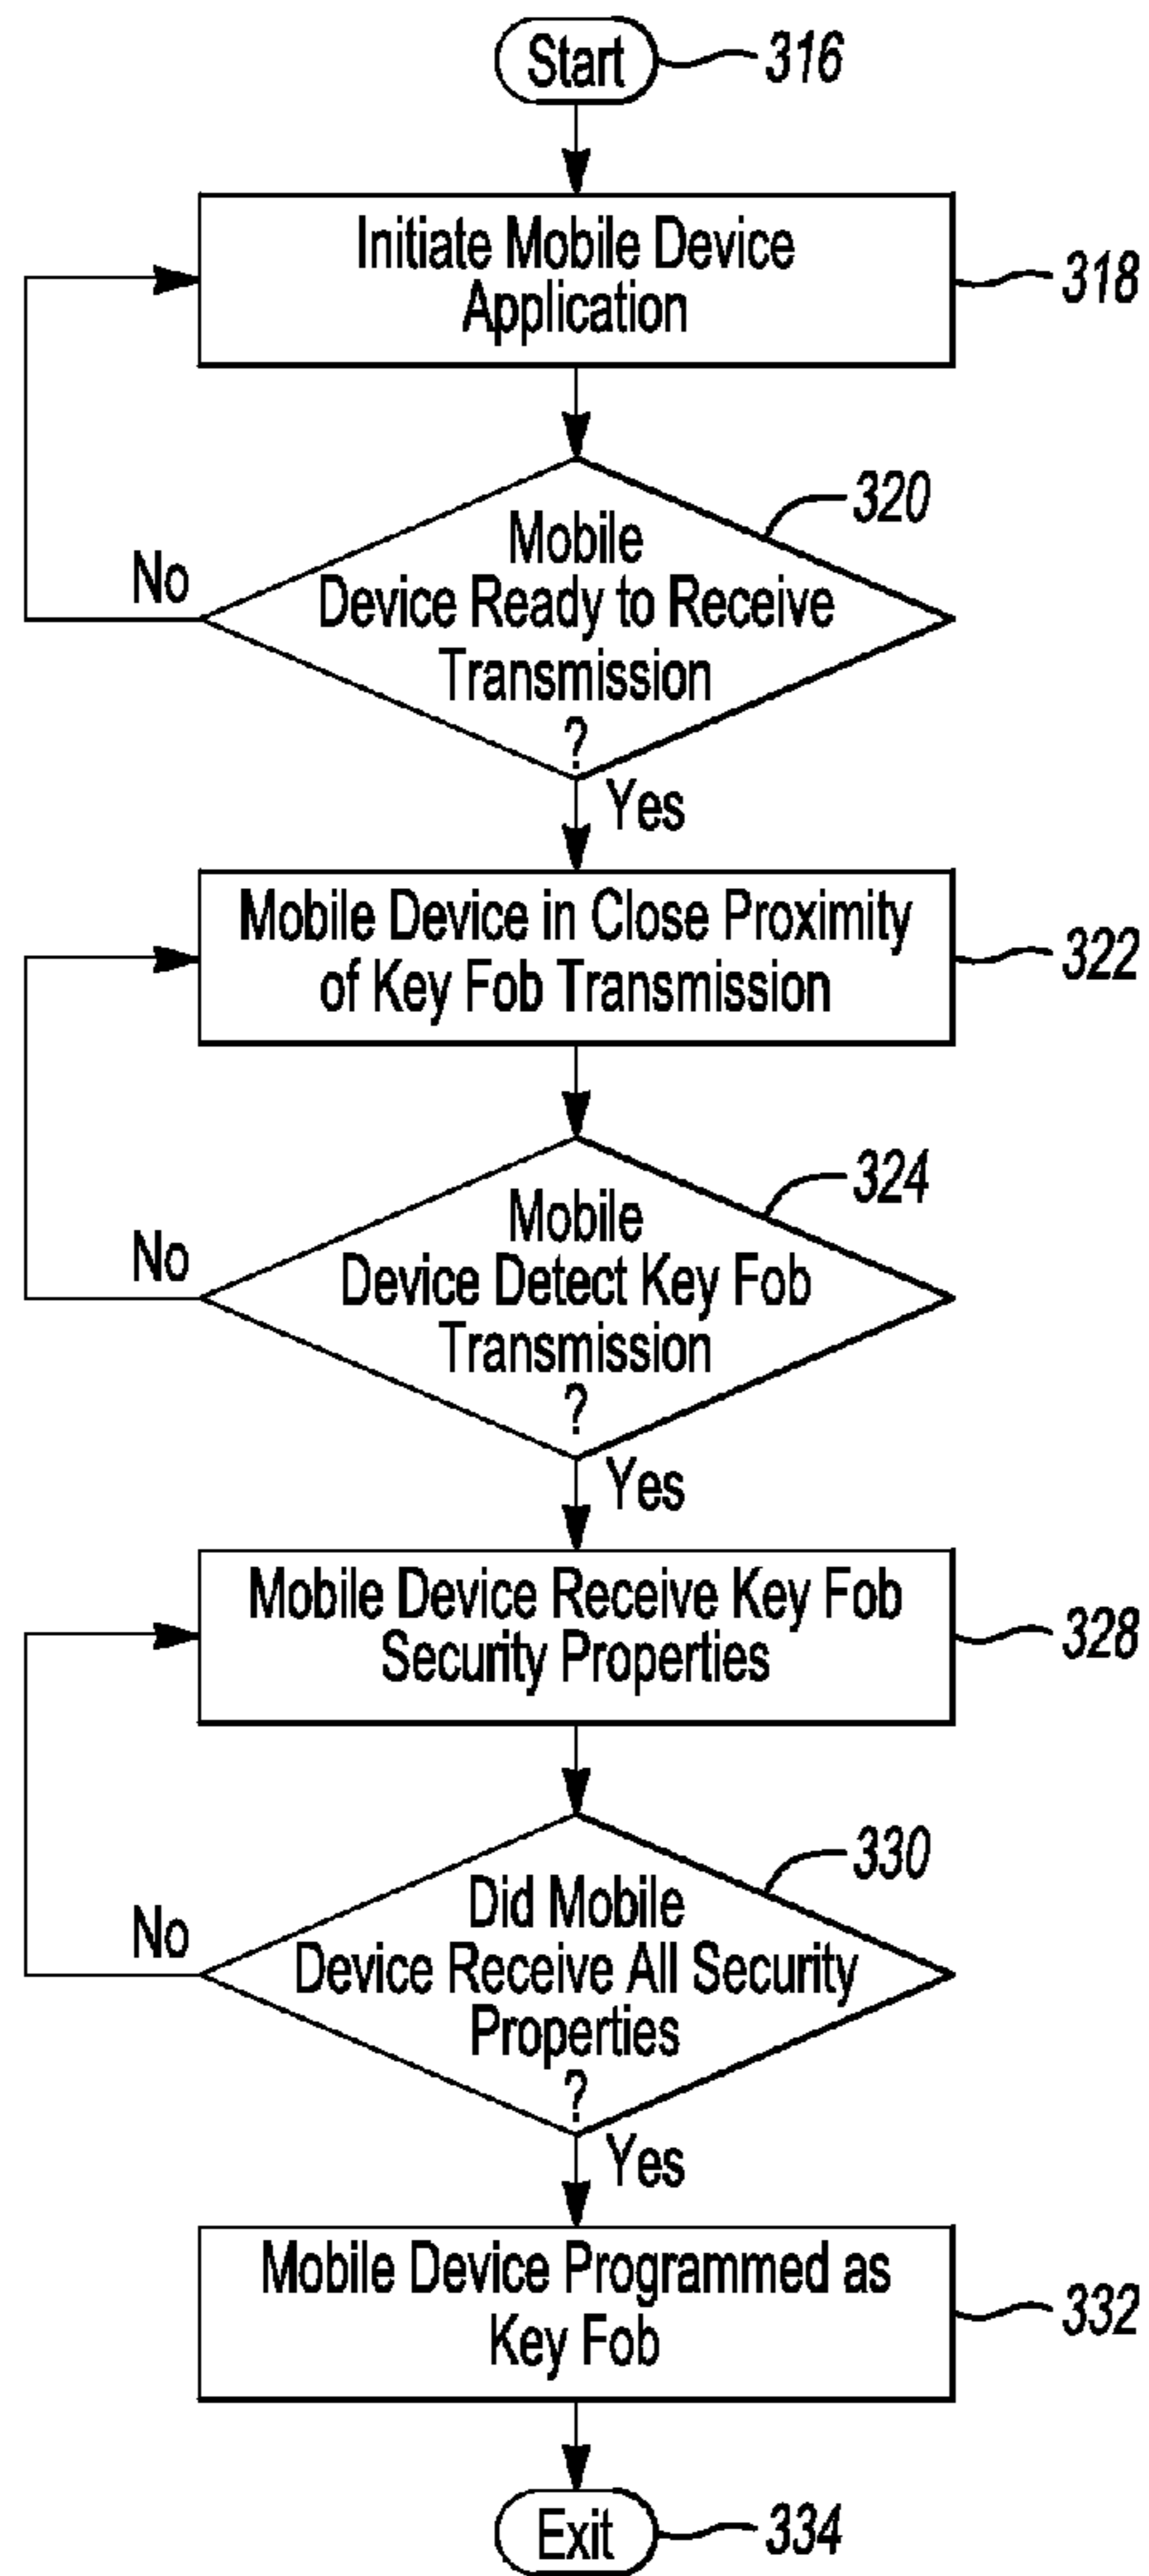 Start
316
Initiate Mobile Device
Application
318
320
Mobile
Device Ready to Receive
Transmission
?
No
Yes
Mobile Device in Close Proximity
of Key Fob Transmission
322
324
Mobile
Device Detect Key Fob
Transmission
?
No
Yes
Mobile Device Receive Key Fob
Security Properties
328
330
Did Mobile
Device Receive All Security
Properties
?
No
Yes
Mobile Device Programmed as
Key Fob
332
Exit
334